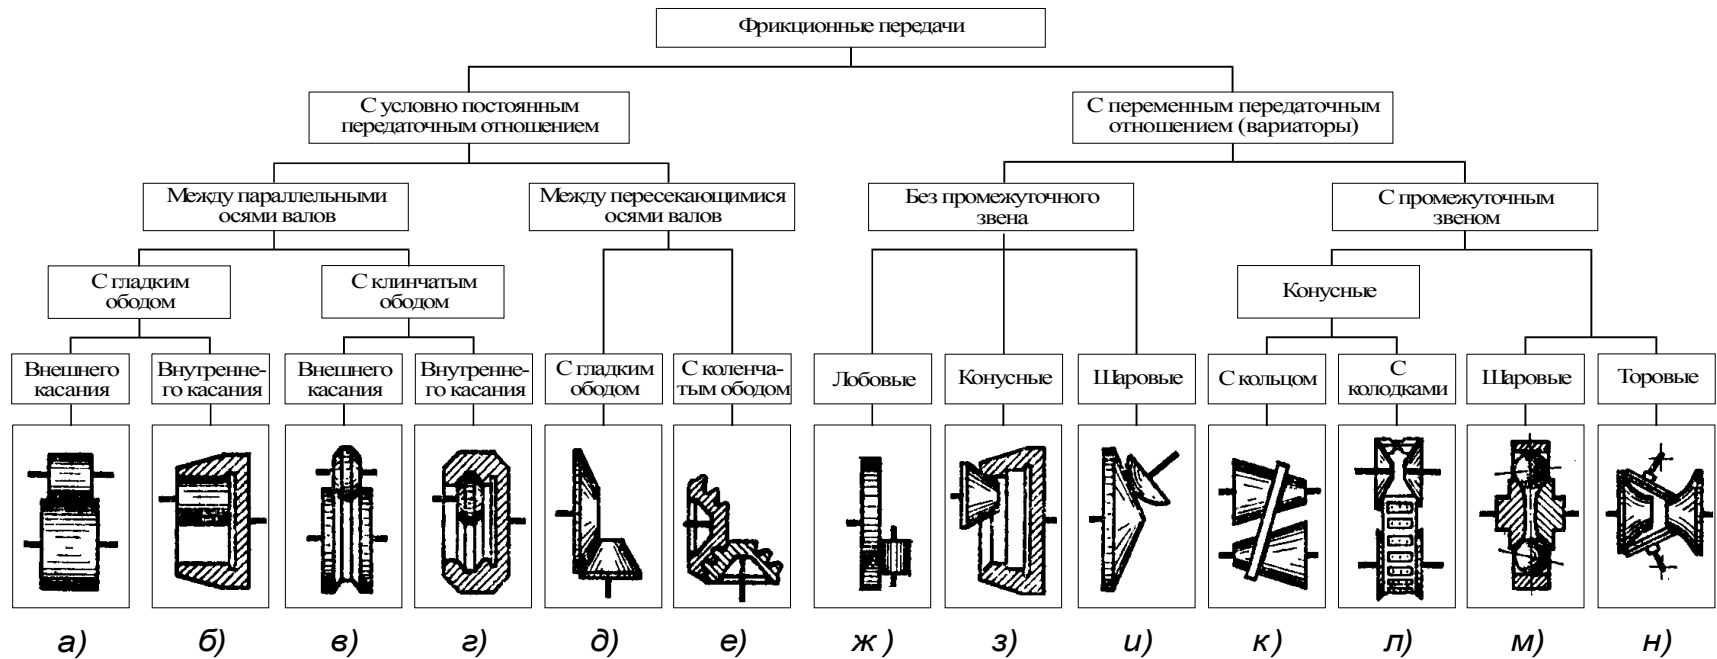 Фрикционные передачи
С условно постоянным
передаточным отношением
С переменным передаточным
отношением (вариаторы)
Между параллельными
осями валов
Между пересекающимися
осями валов
Без промежуточного
звена
С промежуточным
звеном
С гладким
ободом
С клинчатым
ободом
Конусные
Внешнего
касания
Внутренне-
го касания
Внешнего
касания
Внутренне-
го касания
С гладким
ободом
С коленча-
тым ободом
Лобовые
Конусные
Шаровые
С кольцом
С
колодками
Шаровые
Торовые
а)
б)
в)
г)
д)
е)
ж)
з)
и)
к)
л)
м)
н)